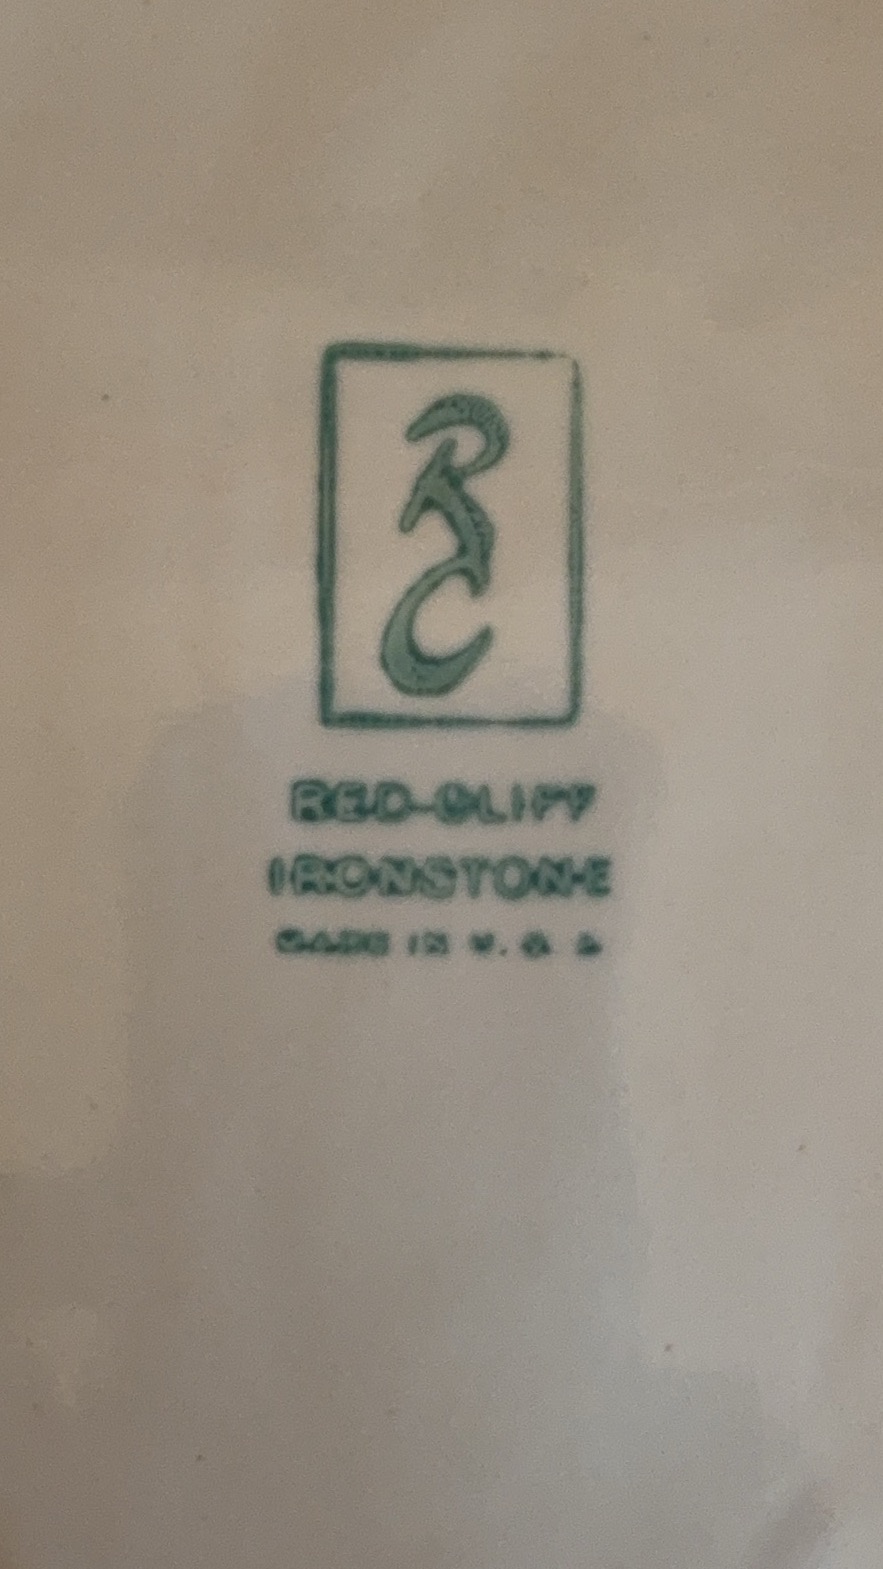 RC
RED-CLIFF
IRONSTONE
MADE IN U.S.A